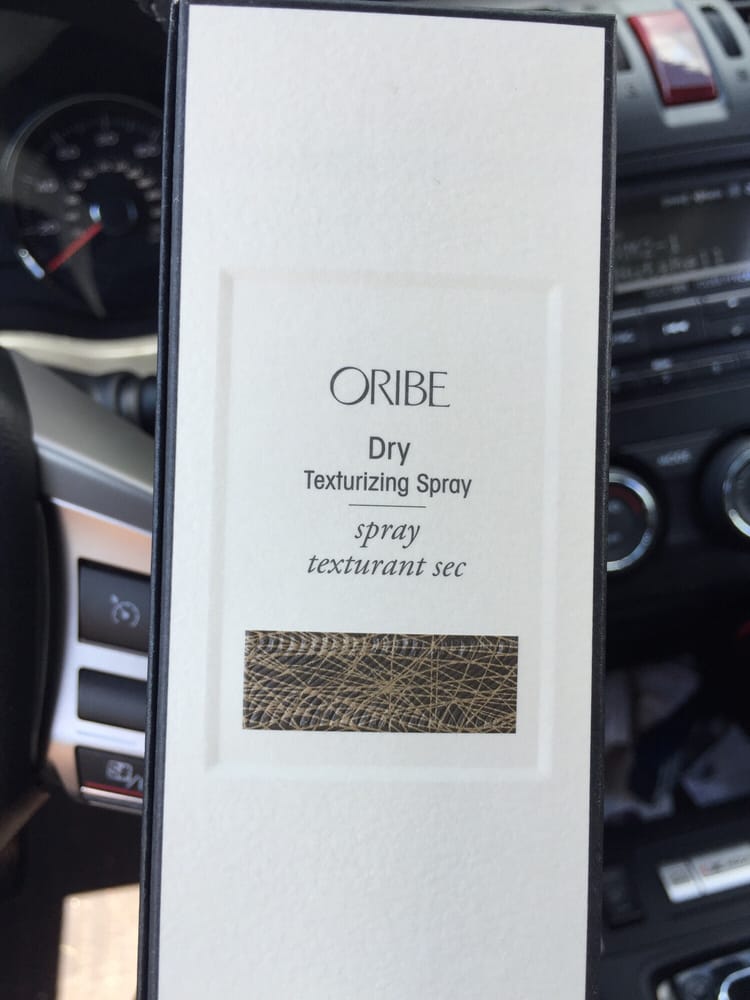 ORIBE
Dry
Texturizing Spray
spray
texturant sec